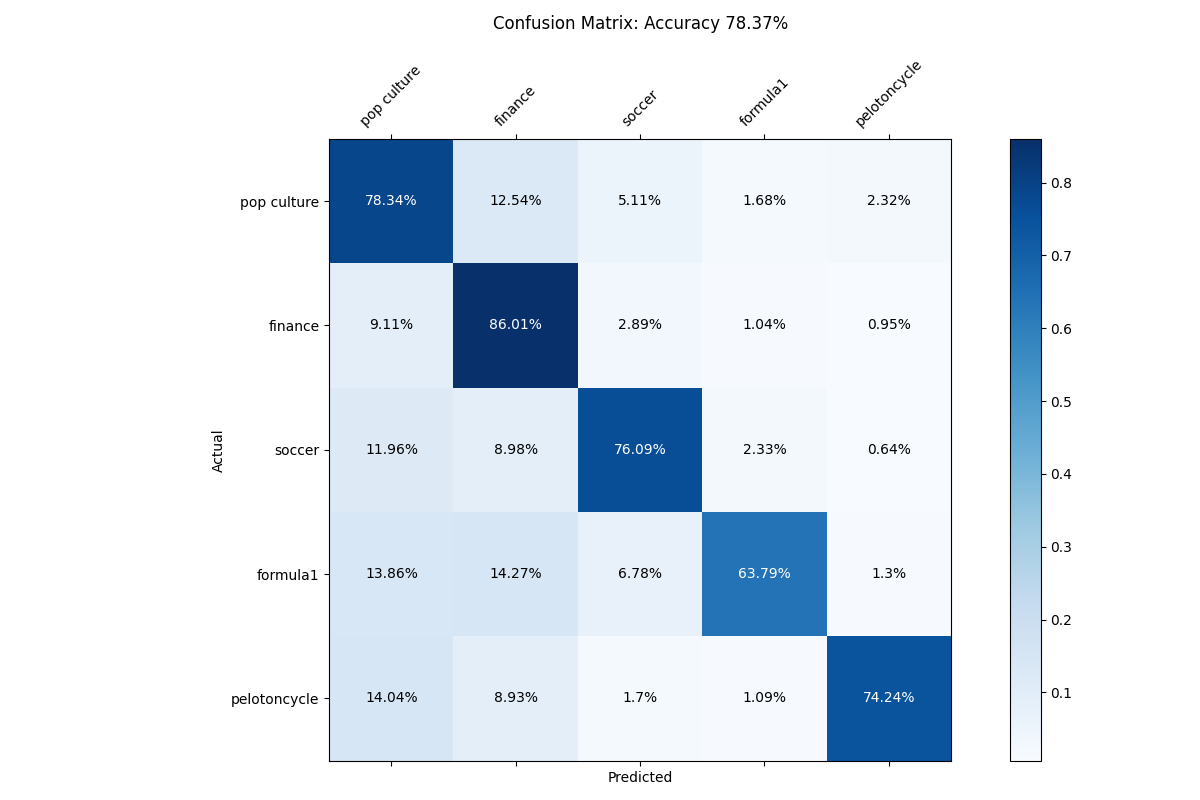 Confusion Matrix: Accuracy 78.37%
pop culture finance soccer formula1 pelotoncycle
pop culture 78.34% 12.54% 5.11% 1.68% 2.32%
finance 9.11% 86.01% 2.89% 1.04% 0.95%
soccer 11.96% 8.98% 76.09% 2.33% 0.64%
formula1 13.86% 14.27% 6.78% 63.79% 1.3%
pelotoncycle 14.04% 8.93% 1.7% 1.09% 74.24%
Actual
Predicted
0.8
0.7
0.6
0.5
0.4
0.3
0.2
0.1